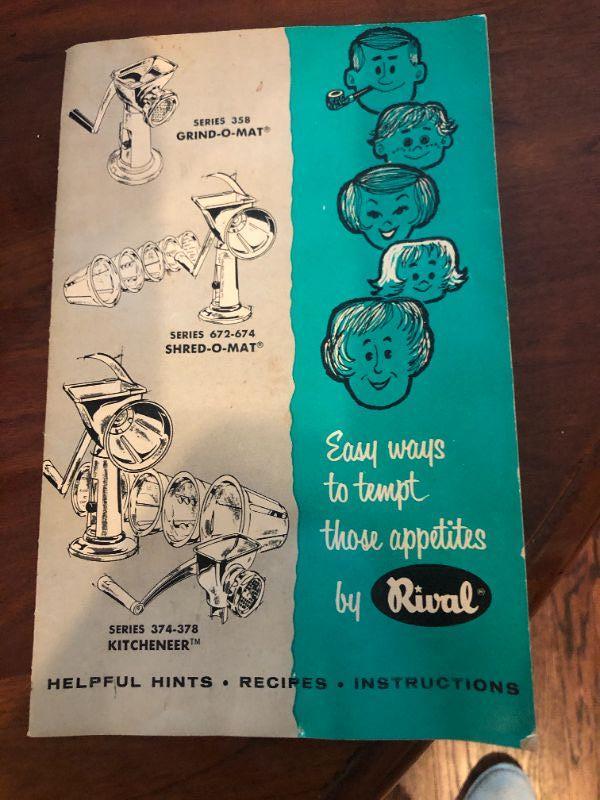 SERIES 358
GRIND-O-MAT®
SERIES 672-674
SHRED-O-MAT®
SERIES 374-378
KITCHENEER™
Easy ways
to tempt
those appetites
by Rival®
HELPFUL HINTS • RECIPES • INSTRUCTIONS